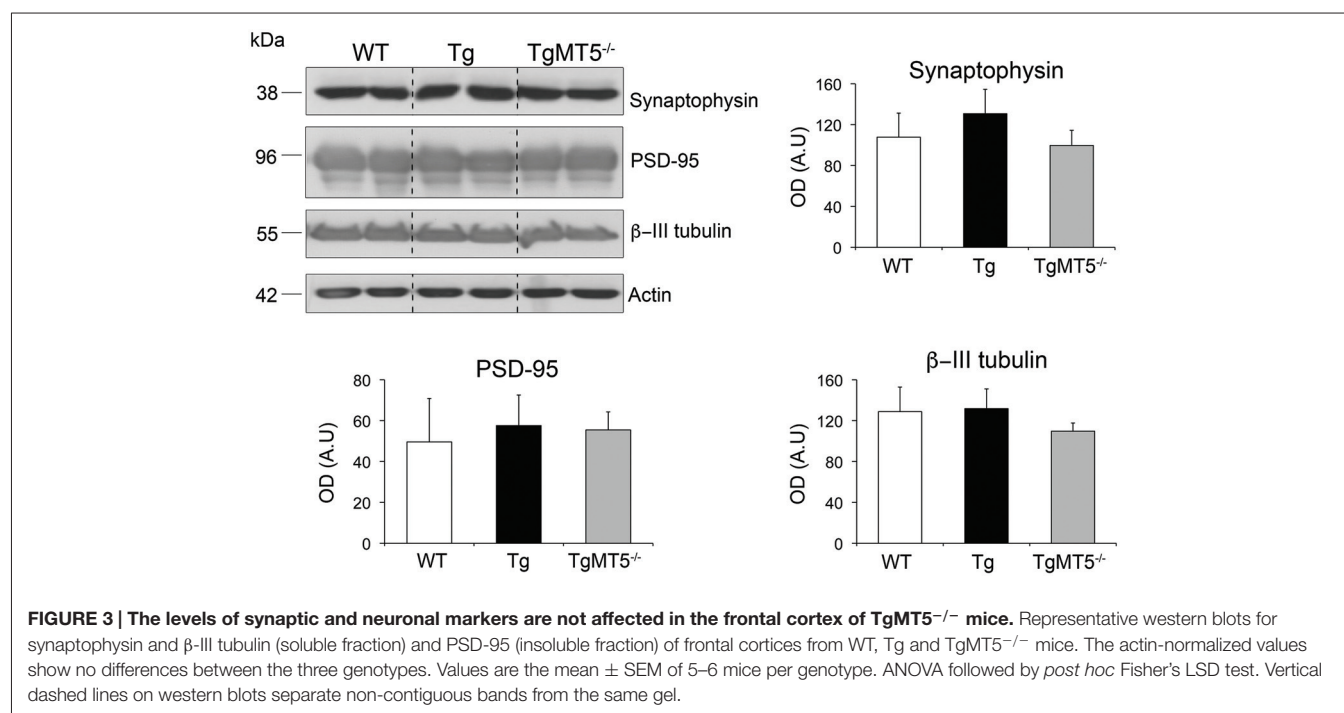 kDa
WT Tg TgMT5-/-
38 Synaptophysin
96 PSD-95
55 β–III tubulin
42 Actin
Synaptophysin
OD (A.U)
160
120
80
40
0
WT Tg TgMT5-/-
PSD-95
OD (A.U)
80
60
40
20
0
WT Tg TgMT5-/-
β–III tubulin
OD (A.U)
160
120
80
40
0
WT Tg TgMT5-/-
FIGURE 3 | The levels of synaptic and neuronal markers are not affected in the frontal cortex of TgMT5−/− mice. Representative western blots for
synaptophysin and β-III tubulin (soluble fraction) and PSD-95 (insoluble fraction) of frontal cortices from WT, Tg and TgMT5−/− mice. The actin-normalized values
show no differences between the three genotypes. Values are the mean ± SEM of 5–6 mice per genotype. ANOVA followed by post hoc Fisher's LSD test. Vertical
dashed lines on western blots separate non-contiguous bands from the same gel.